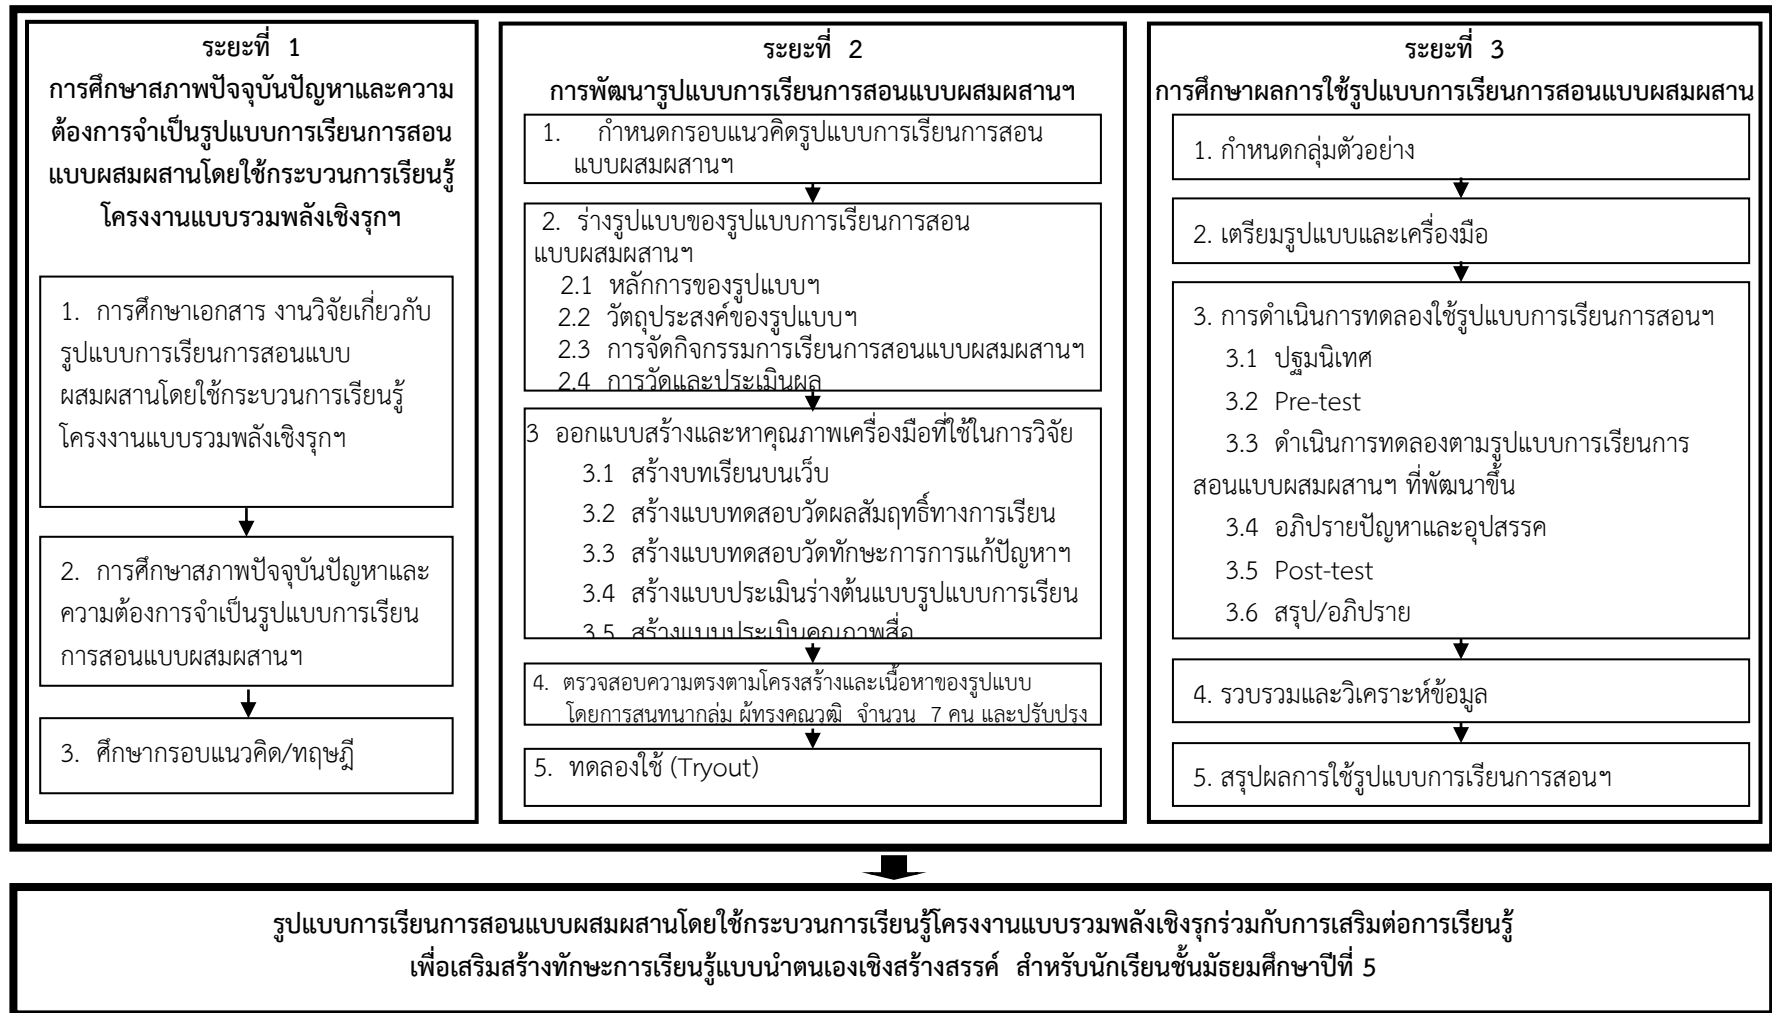 ระยะที่ 1
การศึกษาสภาพปัจจุบันปัญหาและความ
ต้องการจำเป็นรูปแบบการเรียนการสอน
แบบผสมผสานโดยใช้กระบวนการเรียนรู้
โครงงานแบบรวมพลังเชิงรุกฯ
1. การศึกษาเอกสาร งานวิจัยเกี่ยวกับ
รูปแบบการเรียนการสอนแบบ
ผสมผสานโดยใช้กระบวนการเรียนรู้
โครงงานแบบรวมพลังเชิงรุกฯ
2. การศึกษาสภาพปัจจุบันปัญหาและ
ความต้องการจำเป็นรูปแบบการเรียน
การสอนแบบผสมผสานฯ
3. ศึกษากรอบแนวคิด/ทฤษฎี
ระยะที่ 2
การพัฒนารูปแบบการเรียนการสอนแบบผสมผสานฯ
1. กำหนดกรอบแนวคิดรูปแบบการเรียนการสอน
แบบผสมผสานฯ
2. ร่างรูปแบบของรูปแบบการเรียนการสอน
แบบผสมผสานฯ
2.1 หลักการของรูปแบบฯ
2.2 วัตถุประสงค์ของรูปแบบฯ
2.3 การจัดกิจกรรมการเรียนการสอนแบบผสมผสานฯ
2.4 การวัดและประเมินผล
3 ออกแบบสร้างและหาคุณภาพเครื่องมือที่ใช้ในการวิจัย
3.1 สร้างบทเรียนบนเว็บ
3.2 สร้างแบบทดสอบวัดผลสัมฤทธิ์ทางการเรียน
3.3 สร้างแบบทดสอบวัดทักษะการการแก้ปัญหาฯ
3.4 สร้างแบบประเมินร่างต้นแบบรูปแบบการเรียน
3.5 สร้างแบบประเมินคุณภาพสื่อ
4. ตรวจสอบความตรงตามโครงสร้างและเนื้อหาของรูปแบบ
โดยการสนทนากลุ่ม ผู้ทรงคุณวุฒิ จำนวน 7 คน และปรับปรุง
5. ทดลองใช้ (Tryout)
ระยะที่ 3
การศึกษาผลการใช้รูปแบบการเรียนการสอนแบบผสมผสาน
1. กำหนดกลุ่มตัวอย่าง
2. เตรียมรูปแบบและเครื่องมือ
3. การดำเนินการทดลองใช้รูปแบบการเรียนการสอนฯ
3.1 ปฐมนิเทศ
3.2 Pre-test
3.3 ดำเนินการทดลองตามรูปแบบการเรียนการ
สอนแบบผสมผสานฯ ที่พัฒนาขึ้น
3.4 อภิปรายปัญหาและอุปสรรค
3.5 Post-test
3.6 สรุป/อภิปราย
4. รวบรวมและวิเคราะห์ข้อมูล
5. สรุปผลการใช้รูปแบบการเรียนการสอนฯ
รูปแบบการเรียนการสอนแบบผสมผสานโดยใช้กระบวนการเรียนรู้โครงงานแบบรวมพลังเชิงรุกร่วมกับการเสริมต่อการเรียนรู้
เพื่อเสริมสร้างทักษะการเรียนรู้แบบนำตนเองเชิงสร้างสรรค์ สำหรับนักเรียนชั้นมัธยมศึกษาปีที่ 5